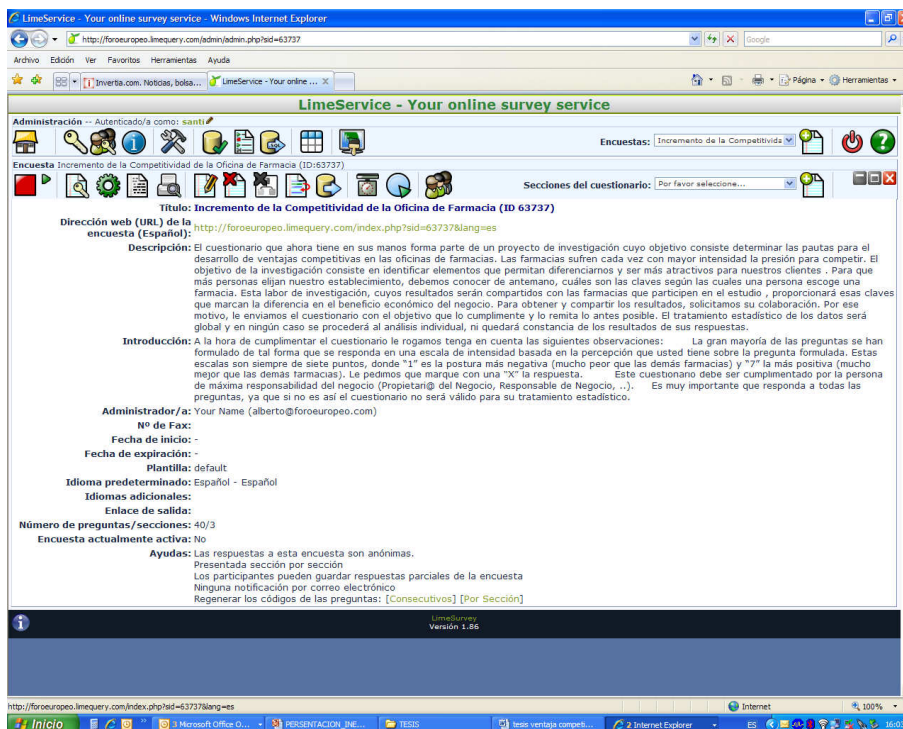 LimeService - Your online survey service - Windows Internet Explorer
http://foroeuropeo.limequery.com/admin/admin.php?sid=63737
Google
Archivo Edición Ver Favoritos Herramientas Ayuda
Invertia.com. Noticias, bolsa... LimeService - Your online ... X Página Herramientas
LimeService - Your online survey service
Administración -- Autenticado/a como: santi
Encuestas: Incremento de la Competitivida
Encuesta Incremento de la Competitividad de la Oficina de Farmacia (ID:63737)
Secciones del cuestionario: Por favor seleccione...
Título: Incremento de la Competitividad de la Oficina de Farmacia (ID 63737)
Dirección web (URL) de la
encuesta (Español): http://foroeuropeo.limequery.com/index.php?sid=63737&lang=es
Descripción: El cuestionario que ahora tiene en sus manos forma parte de un proyecto de investigación cuyo objetivo consiste determinar las pautas para el
desarrollo de ventajas competitivas en las oficinas de farmacias. Las farmacias sufren cada vez con mayor intensidad la presión para competir. El
objetivo de la investigación consiste en identificar elementos que permitan diferenciarnos y ser más atractivos para nuestros clientes . Para que
más personas elijan nuestro establecimiento, debemos conocer de antemano, cuáles son las claves según las cuales una persona escoge una
farmacia. Esta labor de investigación, cuyos resultados serán compartidos con las farmacias que participen en el estudio , proporcionará esas claves
que marcan la diferencia en el beneficio económico del negocio. Para obtener y compartir los resultados, solicitamos su colaboración. Por ese
motivo, le enviamos el cuestionario con el objetivo que lo cumplimente y lo remita lo antes posible. El tratamiento estadístico de los datos será
global y en ningún caso se procederá al análisis individual, ni quedará constancia de los resultados de sus respuestas.
Introducción: A la hora de cumplimentar el cuestionario le rogamos tenga en cuenta las siguientes observaciones: La gran mayoría de las preguntas se han
formulado de tal forma que se responda en una escala de intensidad basada en la percepción que usted tiene sobre la pregunta formulada. Estas
escalas son siempre de siete puntos, donde “1” es la postura más negativa (mucho peor que las demás farmacias) y “7” la más positiva (mucho
mejor que las demás farmacias). Le pedimos que marque con una “X” la respuesta. Este cuestionario debe ser cumplimentado por la persona
de máxima responsabilidad del negocio (Propietari@ del Negocio, Responsable de Negocio, ..). Es muy importante que responda a todas las
preguntas, ya que si no es así el cuestionario no será válido para su tratamiento estadístico.
Administrador/a: Your Name (alberto@foroeuropeo.com)
Nº de Fax:
Fecha de inicio: -
Fecha de expiración: -
Plantilla: default
Idioma predeterminado: Español - Español
Idiomas adicionales:
Enlace de salida:
Número de preguntas/secciones: 40/3
Encuesta actualmente activa: No
Ayudas: Las respuestas a esta encuesta son anónimas.
Presentada sección por sección
Los participantes pueden guardar respuestas parciales de la encuesta
Ninguna notificación por correo electrónico
Regenerar los códigos de las preguntas: [Consecutivos] [Por Sección]
LimeSurvey
Versión 1.86
http://foroeuropeo.limequery.com/index.php?sid=63737&lang=es
Internet 100%
Inicio 3 Microsoft Office O... PERSENTACION_INE... TESIS tesis ventaja competi... 2 Internet Explorer ES 16:03